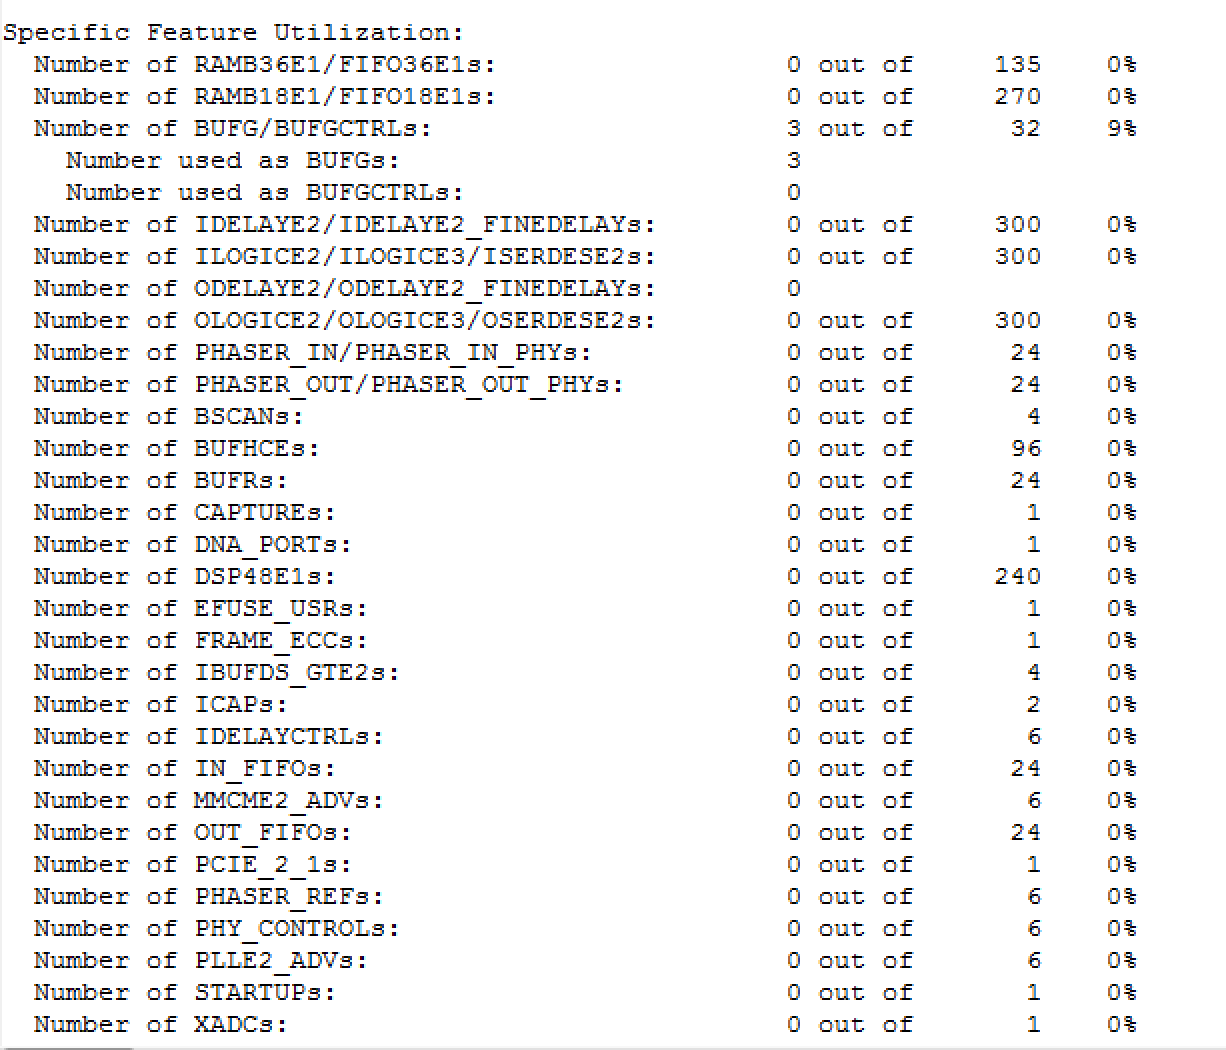 Specific Feature Utilization:
Number of RAMB36E1/FIFO36E1s: 0 out of 135 0%
Number of RAMB18E1/FIFO18E1s: 0 out of 270 0%
Number of BUFG/BUFGCTRLs: 3 out of 32 9%
Number used as BUFGs: 3
Number used as BUFGCTRLs: 0
Number of IDELAYE2/IDELAYE2_FINEDELAYs: 0 out of 300 0%
Number of ILOGICE2/ILOGICE3/ISERDESE2s: 0 out of 300 0%
Number of ODELAYE2/ODELAYE2_FINEDELAYs: 0
Number of OLOGICE2/OLOGICE3/OSERDESE2s: 0 out of 300 0%
Number of PHASER_IN/PHASER_IN_PHYs: 0 out of 24 0%
Number of PHASER_OUT/PHASER_OUT_PHYs: 0 out of 24 0%
Number of BSCANs: 0 out of 4 0%
Number of BUFHCEs: 0 out of 96 0%
Number of BUFRs: 0 out of 24 0%
Number of CAPTUREs: 0 out of 1 0%
Number of DNA_PORTs: 0 out of 1 0%
Number of DSP48E1s: 0 out of 240 0%
Number of EFUSE_USRs: 0 out of 1 0%
Number of FRAME_ECCs: 0 out of 1 0%
Number of IBUFDS_GTE2s: 0 out of 4 0%
Number of ICAPs: 0 out of 2 0%
Number of IDELAYCTRLs: 0 out of 6 0%
Number of IN_FIFOs: 0 out of 24 0%
Number of MMCME2_ADVs: 0 out of 6 0%
Number of OUT_FIFOs: 0 out of 24 0%
Number of PCIE_2_1s: 0 out of 1 0%
Number of PHASER_REFs: 0 out of 6 0%
Number of PHY_CONTROLs: 0 out of 6 0%
Number of PLLE2_ADVs: 0 out of 6 0%
Number of STARTUPs: 0 out of 1 0%
Number of XADCs: 0 out of 1 0%